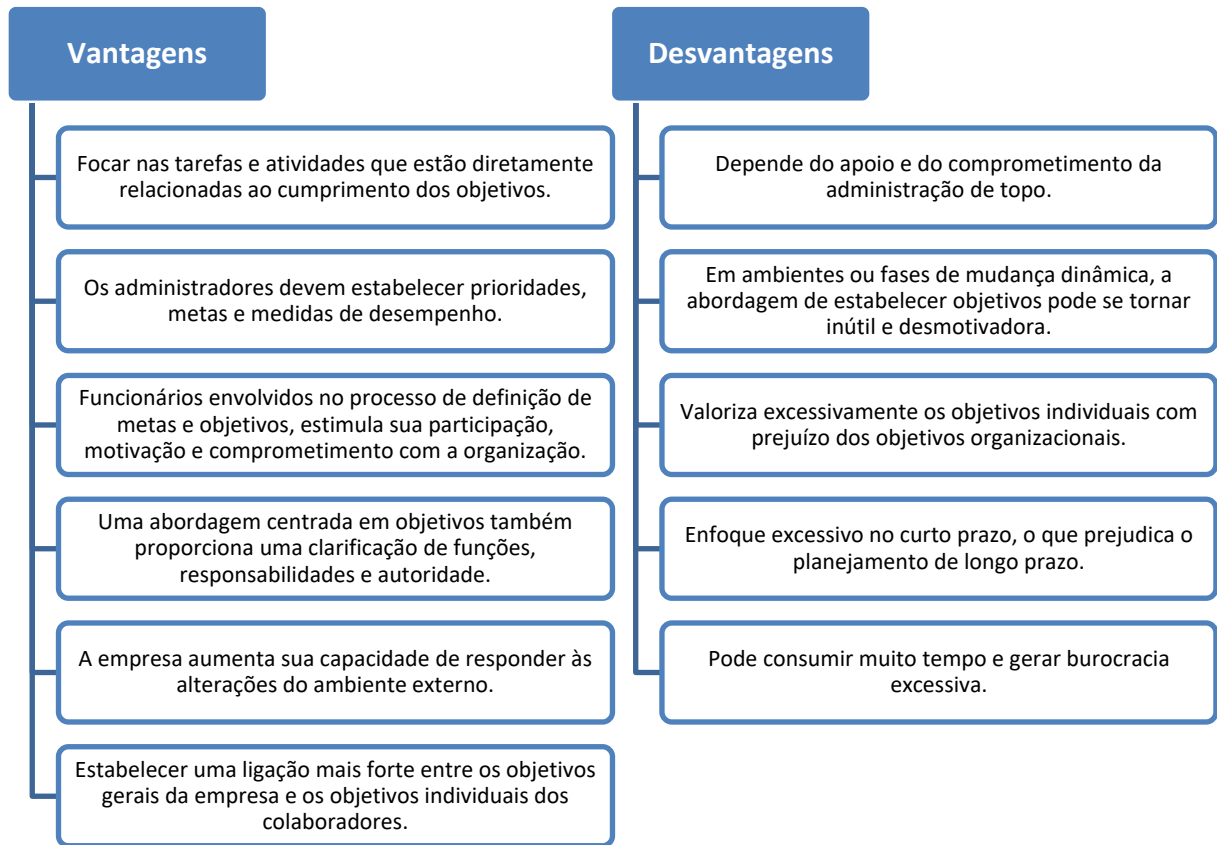 Vantagens
Focar nas tarefas e atividades que estão diretamente
relacionadas ao cumprimento dos objetivos.
Os administradores devem estabelecer prioridades,
metas e medidas de desempenho.
Funcionários envolvidos no processo de definição de
metas e objetivos, estimula sua participação,
motivação e comprometimento com a organização.
Uma abordagem centrada em objetivos também
proporciona uma clarificação de funções,
responsabilidades e autoridade.
A empresa aumenta sua capacidade de responder às
alterações do ambiente externo.
Estabelecer uma ligação mais forte entre os objetivos
gerais da empresa e os objetivos individuais dos
colaboradores.
Desvantagens
Depende do apoio e do comprometimento da
administração de topo.
Em ambientes ou fases de mudança dinâmica, a
abordagem de estabelecer objetivos pode se tornar
inútil e desmotivadora.
Valoriza excessivamente os objetivos individuais com
prejuízo dos objetivos organizacionais.
Enfoque excessivo no curto prazo, o que prejudica o
planejamento de longo prazo.
Pode consumir muito tempo e gerar burocracia
excessiva.